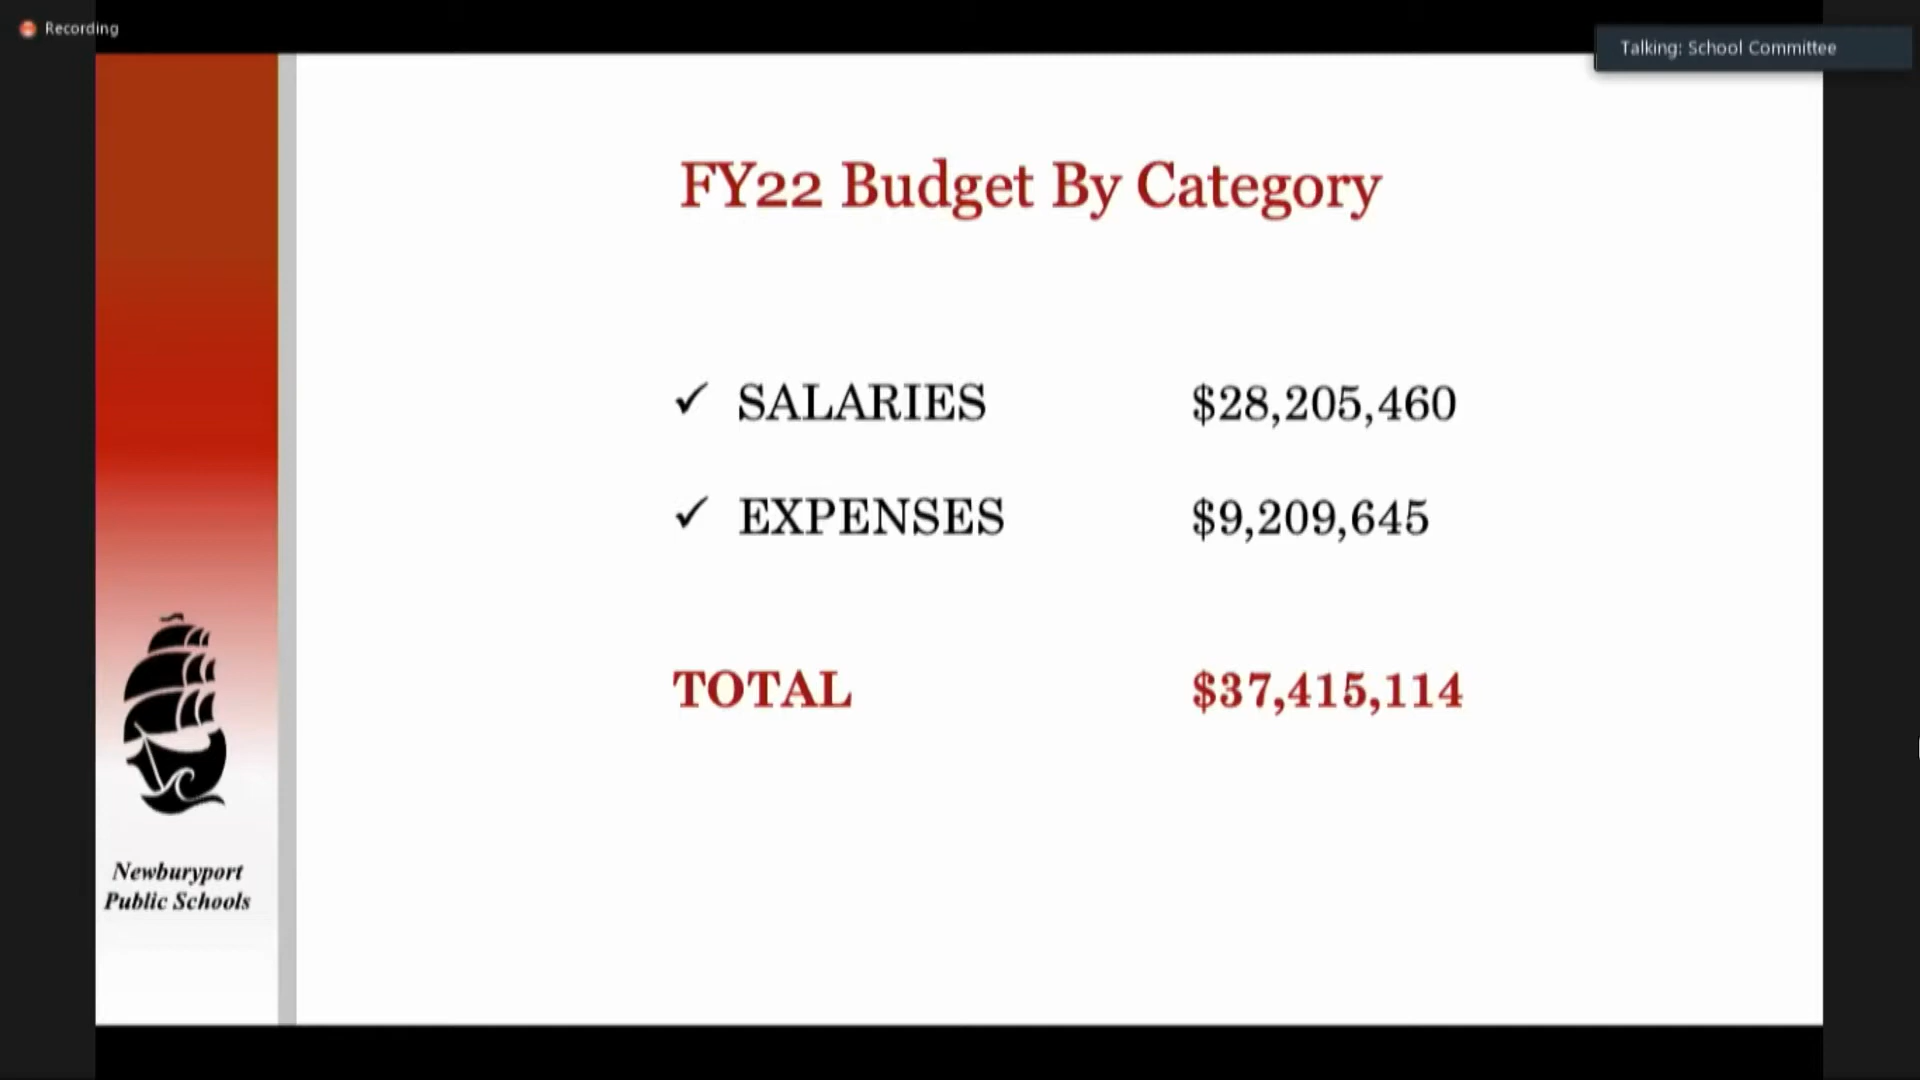 Recording
Talking: School Committee
FY22 Budget By Category
✓ SALARIES $28,205,460
✓ EXPENSES $9,209,645
TOTAL $37,415,114
Newburyport
Public Schools